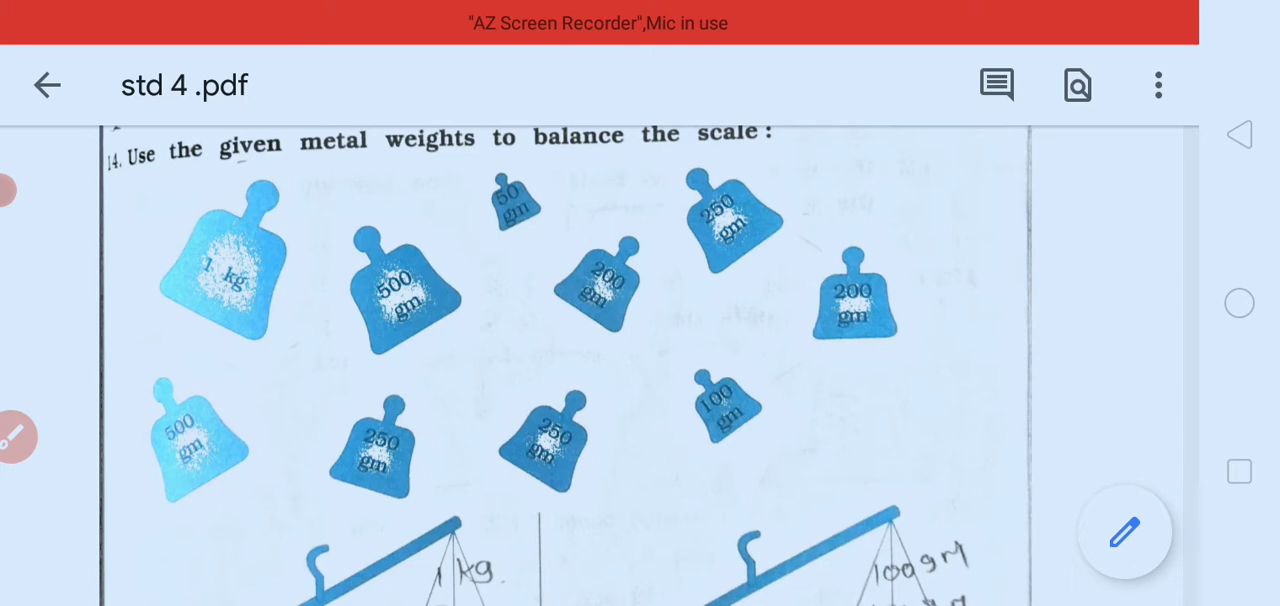 "AZ Screen Recorder",Mic in use
std 4 .pdf
14. Use the given metal weights to balance the scale :
1 kg
500 gm
50 gm
200 gm
250 gm
200 gm
500 gm
250 gm
250 gm
100 gm
1 kg.
100 gm